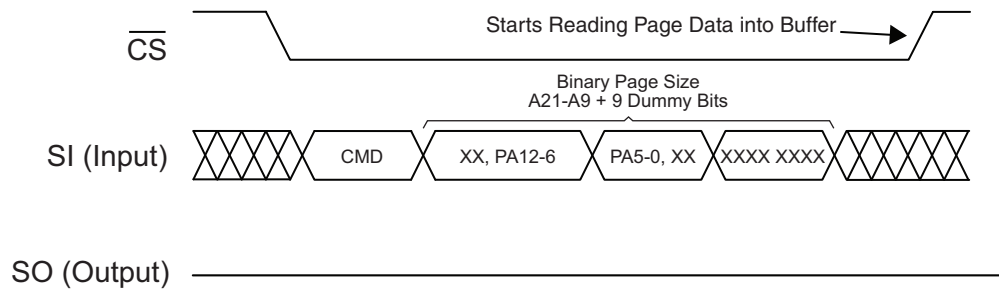 Starts Reading Page Data into Buffer
CS
Binary Page Size
A21-A9 + 9 Dummy Bits
SI (Input)
CMD
XX, PA12-6
PA5-0, XX
XXXX XXXX
SO (Output)